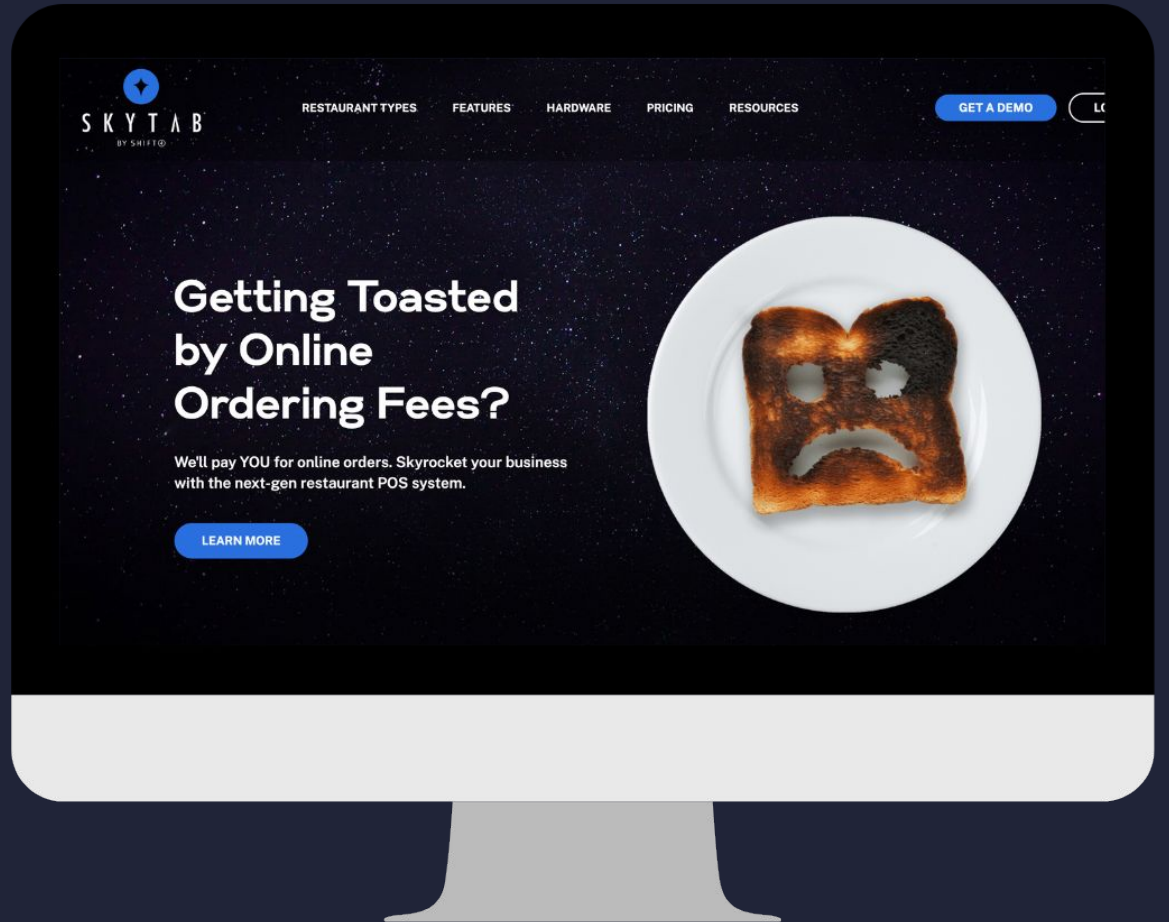 SKYTAB
BY SHIFT4
RESTAURANT TYPES FEATURES HARDWARE PRICING RESOURCES GET A DEMO
Getting Toasted
by Online
Ordering Fees?
We'll pay YOU for online orders. Skyrocket your business
with the next-gen restaurant POS system.
LEARN MORE